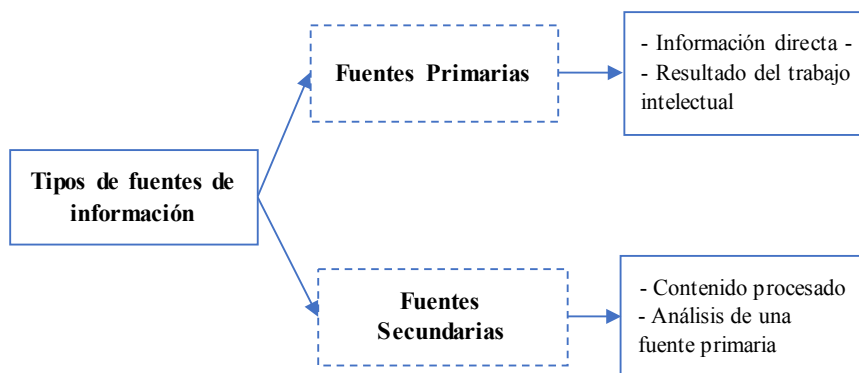 Fuentes Primarias
- Información directa -
- Resultado del trabajo
intelectual
Tipos de fuentes de
información
Fuentes
Secundarias
- Contenido procesado
- Análisis de una
fuente primaria